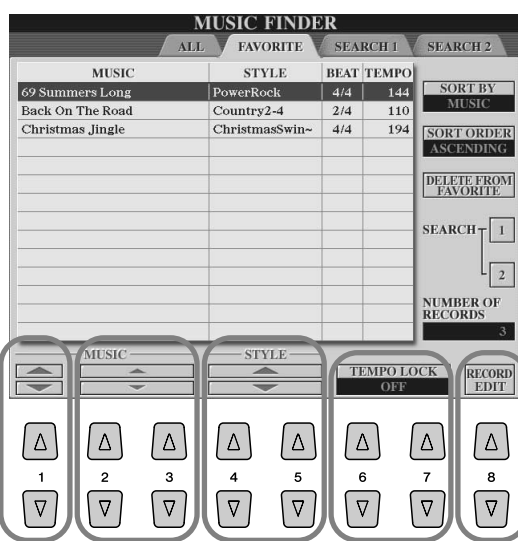 MUSIC FINDER
ALL FAVORITE SEARCH 1 SEARCH 2
MUSIC STYLE BEAT TEMPO
69 Summers Long PowerRock 4/4 144
Back On The Road Country2-4 2/4 110
Christmas Jingle ChristmasSwin~ 4/4 194
SORT BY
MUSIC
SORT ORDER
ASCENDING
DELETE FROM
FAVORITE
SEARCH 1
2
NUMBER OF
RECORDS
3
MUSIC STYLE
TEMPO LOCK
OFF
RECORD
EDIT
1 2 3 4 5 6 7 8